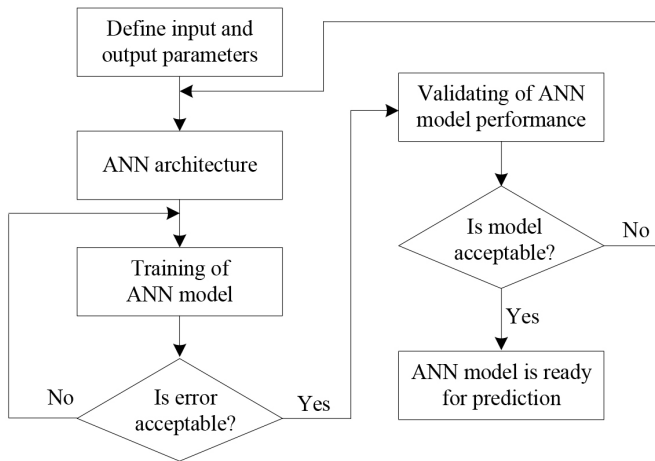 Define input and
output parameters
ANN architecture
Training of
ANN model
Is error
acceptable?
No
Yes
Validating of ANN
model performance
Is model
acceptable?
No
Yes
ANN model is ready
for prediction